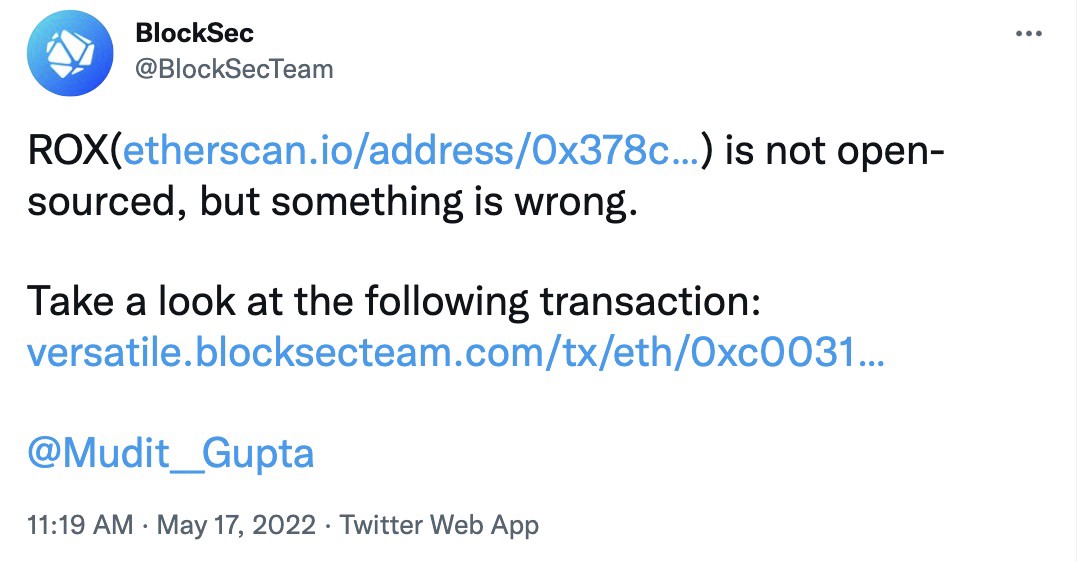 BlockSec
@BlockSecTeam
ROX(etherscan.io/address/0x378c...) is not open-
sourced, but something is wrong.
Take a look at the following transaction:
versatile.blocksecteam.com/tx/eth/0xc0031...
@Mudit__Gupta
11:19 AM · May 17, 2022 · Twitter Web App